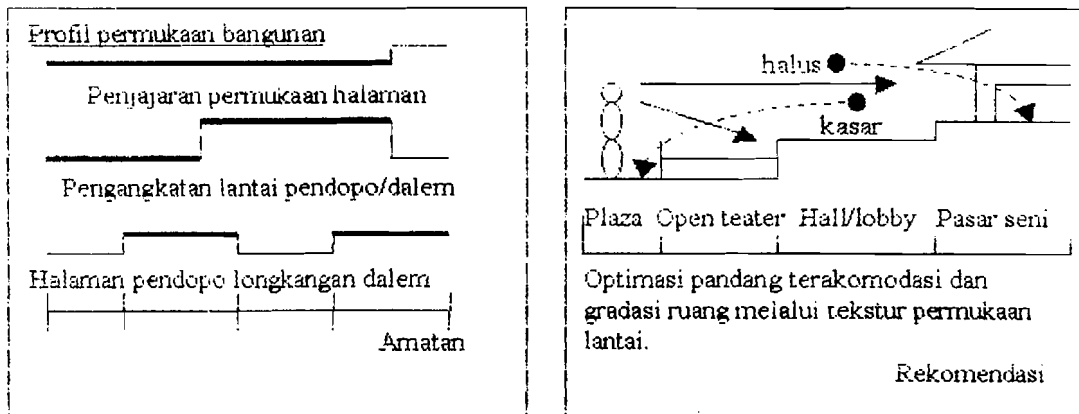 Profil permukaan bangunan
Penjajaran permukaan halaman
Pengangkatan lantai pendopo/dalem
Halaman pendopo longkangan dalem
Amatan
halus
kasar
Plaza Open teater Hall/lobby Pasar seni
Optimasi pandang terakomodasi dan
gradasi ruang melalui tekstur permukaan
lantai.
Rekomendasi